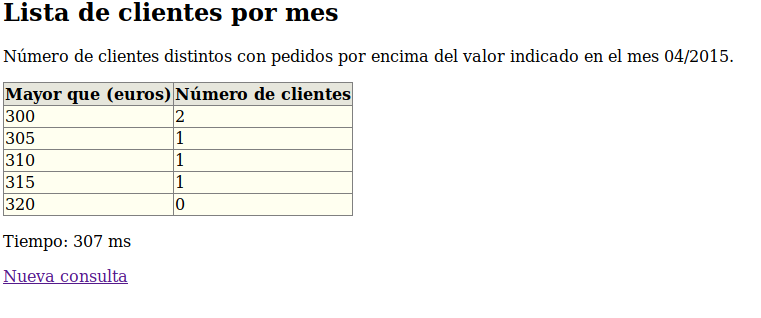 Lista de clientes por mes
Número de clientes distintos con pedidos por encima del valor indicado en el mes 04/2015.
Mayor que (euros) Número de clientes
300 2
305 1
310 1
315 1
320 0
Tiempo: 307 ms
Nueva consulta